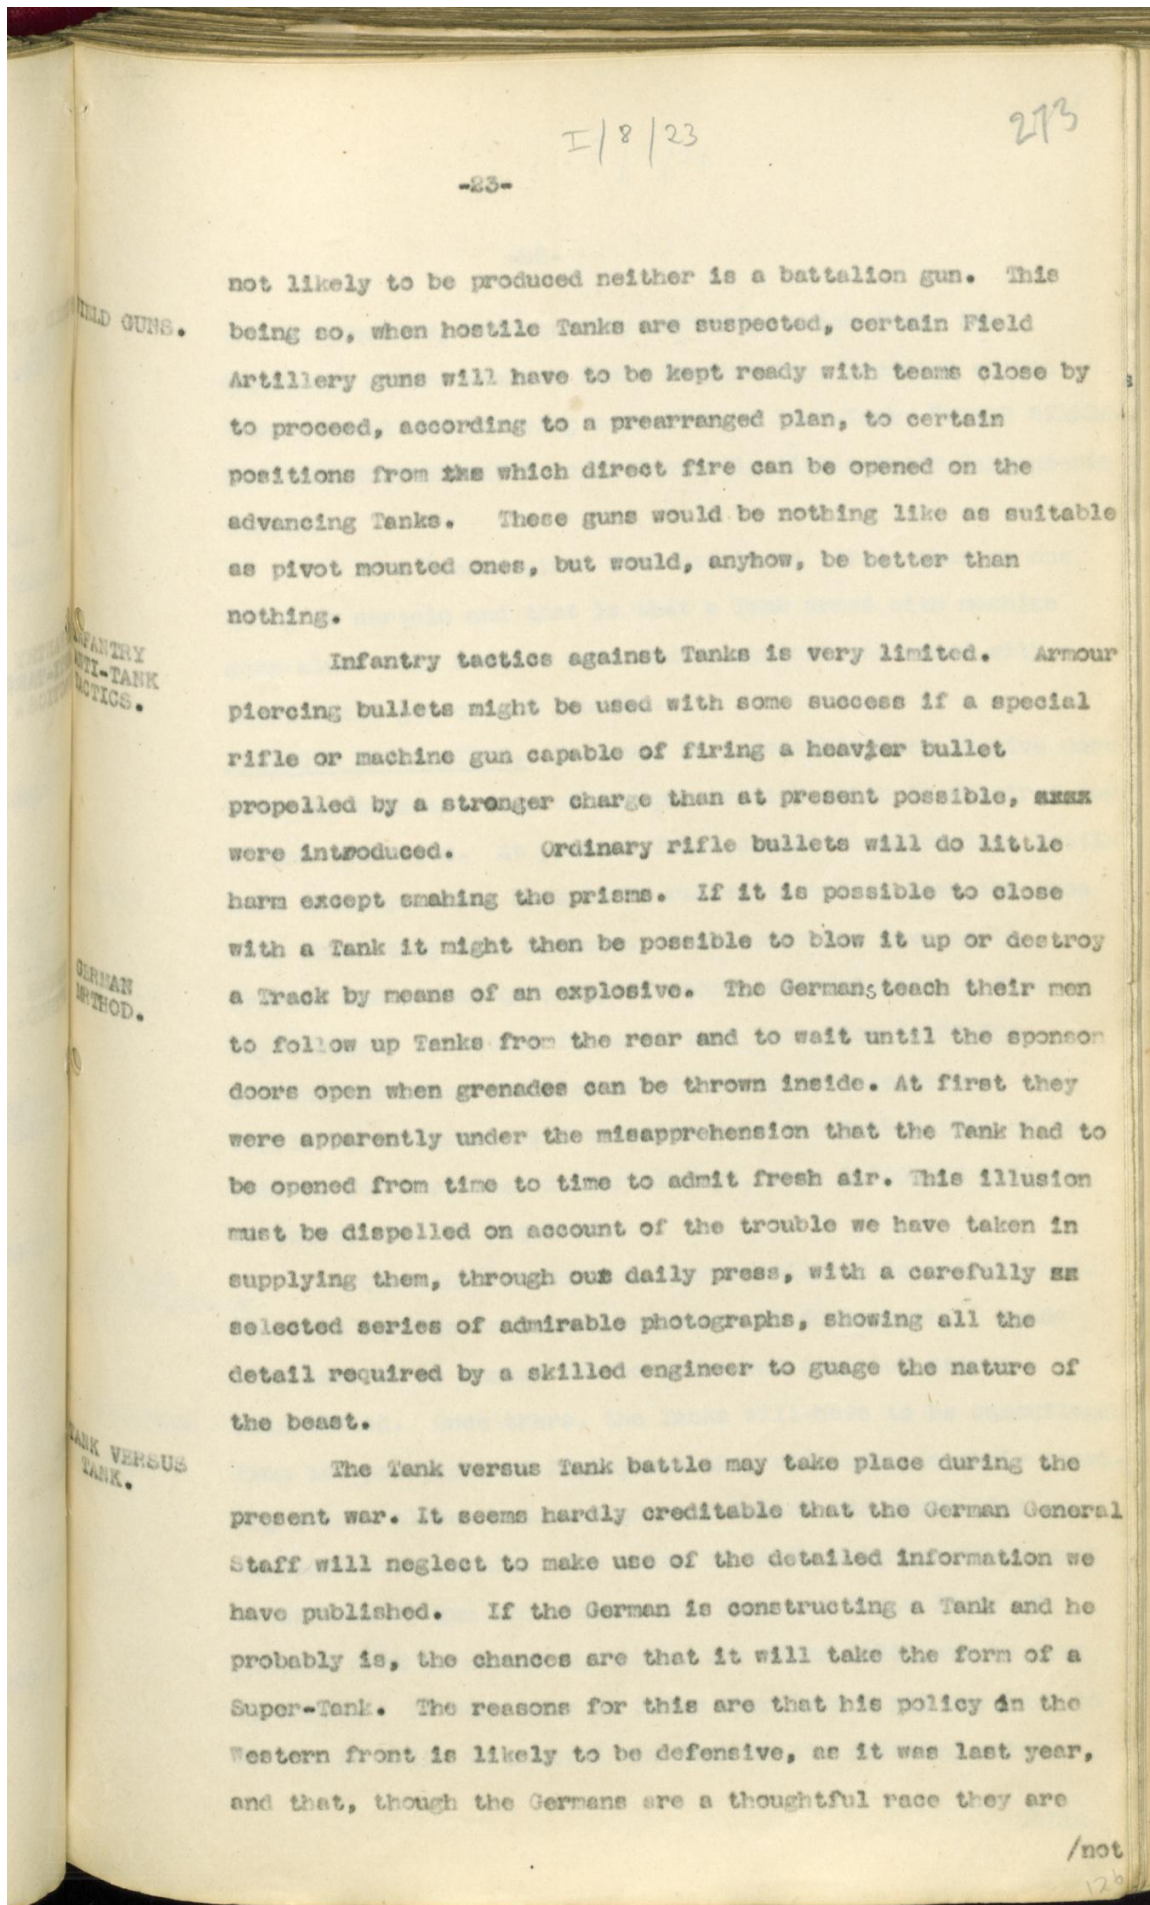 I/8/23
273
-23-
not likely to be produced neither is a battalion gun. This
FIELD GUNS.
being so, when hostile Tanks are suspected, certain Field
Artillery guns will have to be kept ready with teams close by
to proceed, according to a prearranged plan, to certain
positions from the which direct fire can be opened on the
advancing Tanks. These guns would be nothing like as suitable
as pivot mounted ones, but would, anyhow, be better than
nothing.
INFANTRY
ANTI-TANK
TACTICS.
Infantry tactics against Tanks is very limited. Armour
piercing bullets might be used with some success if a special
rifle or machine gun capable of firing a heavier bullet
propelled by a stronger charge than at present possible, xxxx
were introduced. Ordinary rifle bullets will do little
harm except smahing the prisms. If it is possible to close
with a Tank it might then be possible to blow it up or destroy
GERMAN
METHOD.
a Track by means of an explosive. The Germans teach their men
to follow up Tanks from the rear and to wait until the sponson
doors open when grenades can be thrown inside. At first they
were apparently under the misapprehension that the Tank had to
be opened from time to time to admit fresh air. This illusion
must be dispelled on account of the trouble we have taken in
supplying them, through our daily press, with a carefully xx
selected series of admirable photographs, showing all the
detail required by a skilled engineer to guage the nature of
the beast.
TANK VERSUS
TANK.
The Tank versus Tank battle may take place during the
present war. It seems hardly creditable that the German General
Staff will neglect to make use of the detailed information we
have published. If the German is constructing a Tank and he
probably is, the chances are that it will take the form of a
Super-Tank. The reasons for this are that his policy in the
Western front is likely to be defensive, as it was last year,
and that, though the Germans are a thoughtful race they are
/not
126